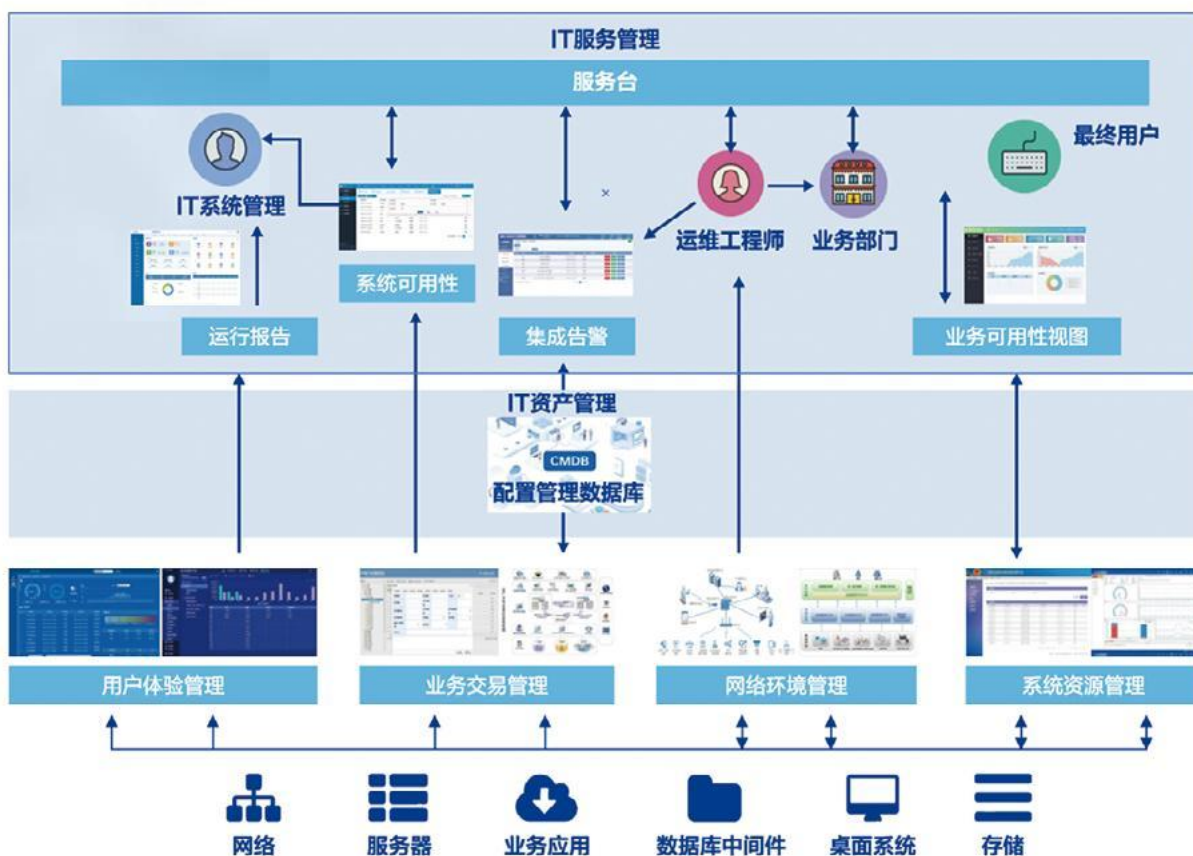 IT服务管理
服务台
最终用户
IT系统管理
运维工程师
业务部门
系统可用性
运行报告
集成告警
业务可用性视图
IT资产管理
CMDB
配置管理数据库
用户体验管理
业务交易管理
网络环境管理
系统资源管理
网络
服务器
业务应用
数据库中间件
桌面系统
存储